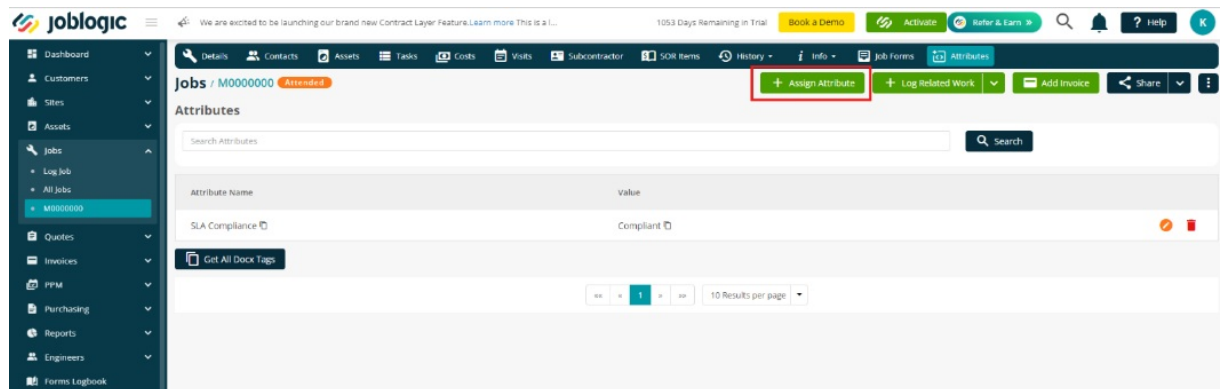 joblogic
We are excited to be launching our brand new Contract Layer Feature.Learn more This is a l...
1053 Days Remaining in Trial
Book a Demo
Activate
Refer & Earn »
? Help
K
Dashboard
Customers
Sites
Assets
Jobs
Log Job
All Jobs
M0000000
Quotes
Invoices
PPM
Purchasing
Reports
Engineers
Forms Logbook
Details Contacts Assets Tasks Costs Visits Subcontractor SOR Items History i Info Job Forms Attributes
Jobs / M0000000 Attended
+ Assign Attribute
+ Log Related Work
Add Invoice
Share
Attributes
Search Attributes
Search
Attribute Name Value
SLA Compliance Compliant
Get All Docx Tags
«« « 1 » »» 10 Results per page